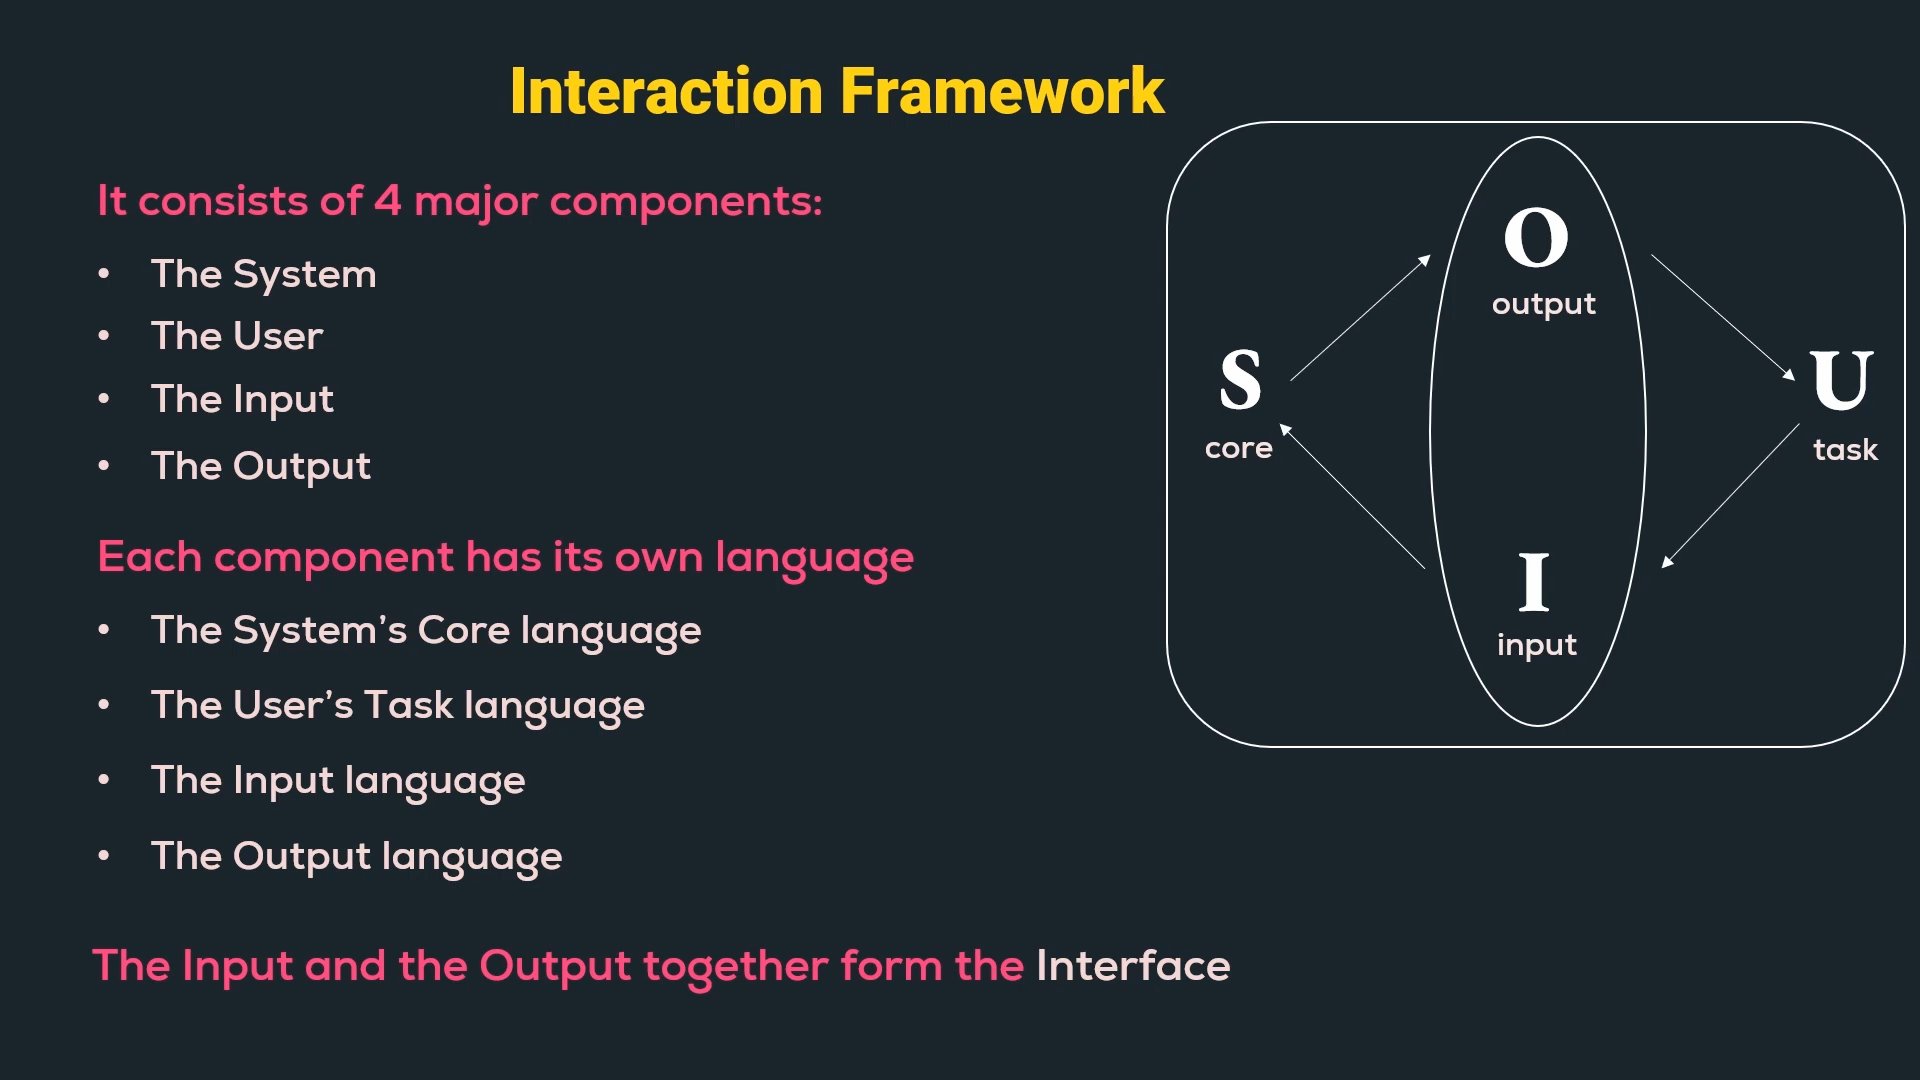 Interaction Framework
It consists of 4 major components:
• The System
• The User
• The Input
• The Output
Each component has its own language
• The System’s Core language
• The User’s Task language
• The Input language
• The Output language
The Input and the Output together form the Interface
O
output
S
core
U
task
I
input